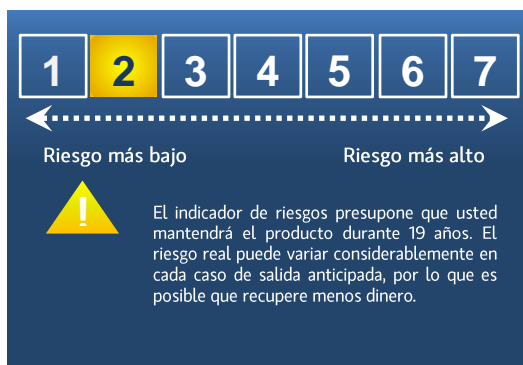 1 2 3 4 5 6 7
Riesgo más bajo Riesgo más alto
!
El indicador de riesgos presupone que usted
mantendrá el producto durante 19 años. El
riesgo real puede variar considerablemente en
cada caso de salida anticipada, por lo que es
posible que recupere menos dinero.